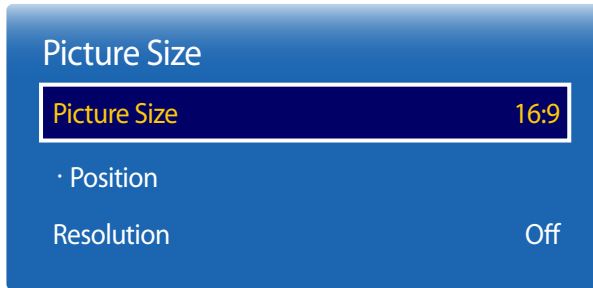 Picture Size
Picture Size 16:9
· Position
Resolution Off